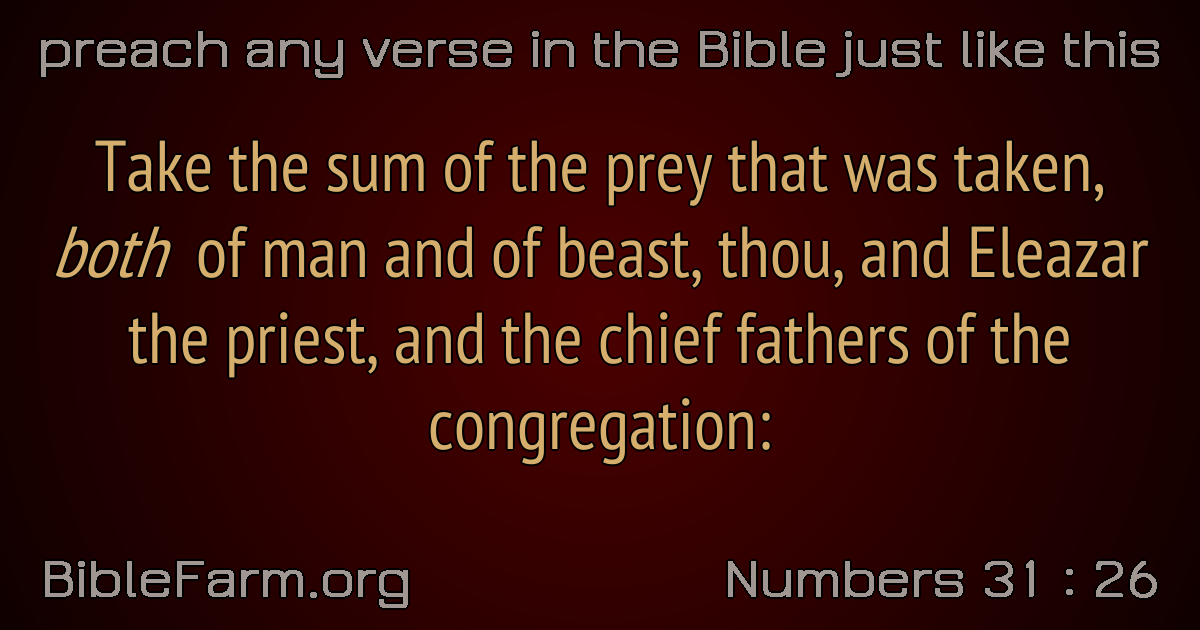 preach any verse in the Bible just like this
Take the sum of the prey that was taken,
both of man and of beast, thou, and Eleazar
the priest, and the chief fathers of the
congregation:
BibleFarm.org
Numbers 31 : 26